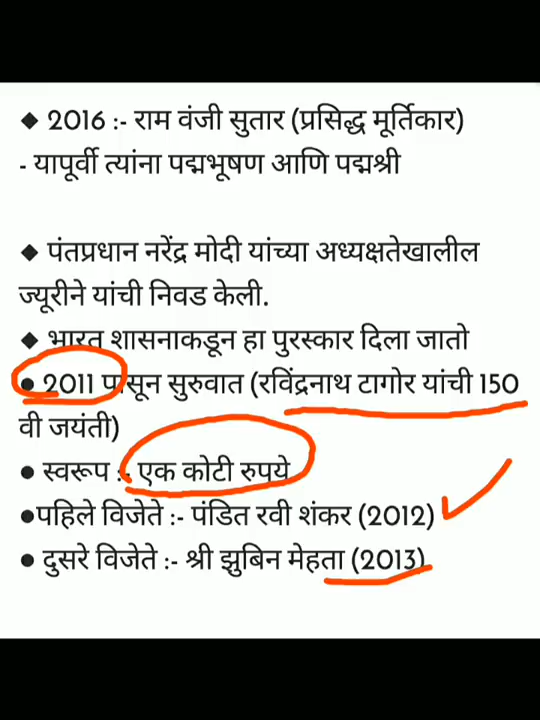 ◆ 2016 :- राम वंजी सुतार (प्रसिद्ध मूर्तिकार)
- यापूर्वी त्यांना पद्मभूषण आणि पद्मश्री
◆ पंतप्रधान नरेंद्र मोदी यांच्या अध्यक्षतेखालील
ज्यूरीने यांची निवड केली.
◆ भारत शासनाकडून हा पुरस्कार दिला जातो
● 2011 पासून सुरुवात (रविंद्रनाथ टागोर यांची 150
वी जयंती)
● स्वरूप :- एक कोटी रुपये
●पहिले विजेते :- पंडित रवी शंकर (2012)
● दुसरे विजेते :- श्री झुबिन मेहता (2013)